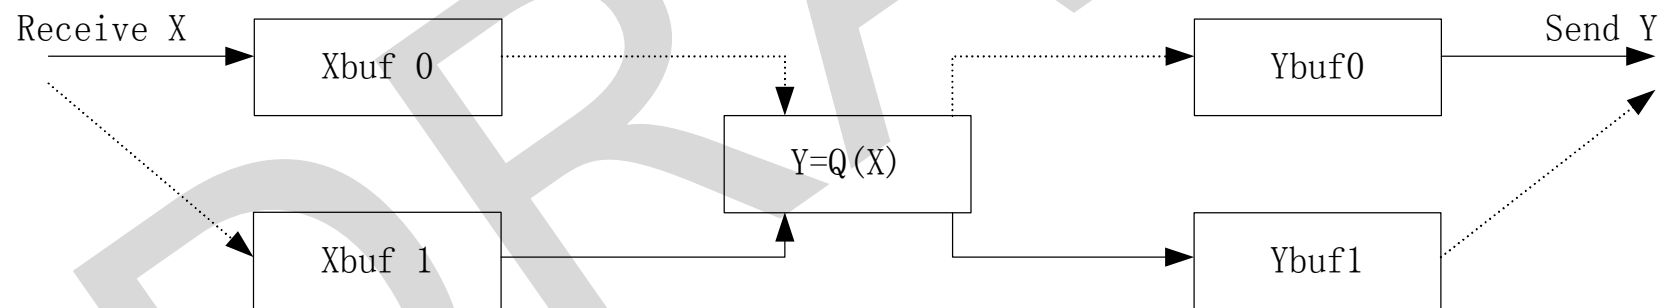 Receive X
Send Y
Xbuf 0
Ybuf0
Y=Q(X)
Xbuf 1
Ybuf1